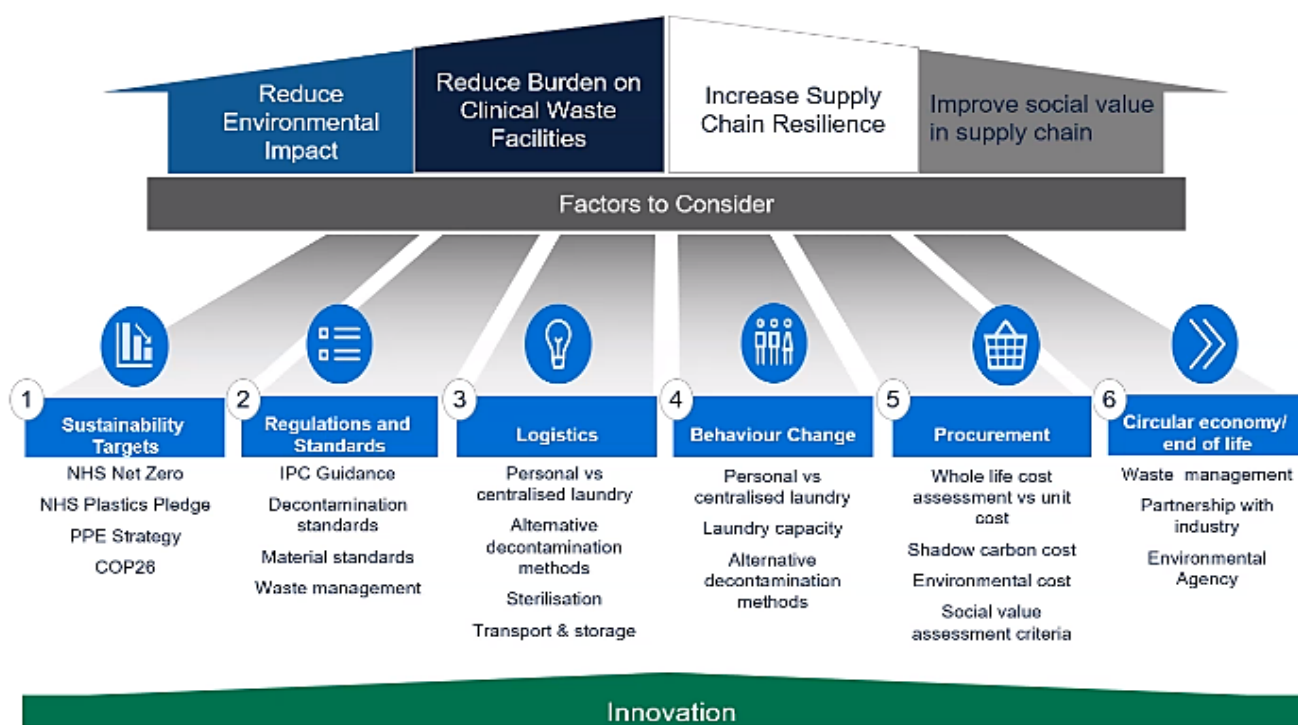 Reduce
Environmental
Impact
Reduce Burden on
Clinical Waste
Facilities
Increase Supply
Chain Resilience
Improve social value
in supply chain
Factors to Consider
1
Sustainability
Targets
NHS Net Zero
NHS Plastics Pledge
PPE Strategy
COP26
2
Regulations and
Standards
IPC Guidance
Decontamination
standards
Material standards
Waste management
3
Logistics
Personal vs
centralised laundry
Alternative
decontamination
methods
Sterilisation
Transport & storage
4
Behaviour Change
Personal vs
centralised laundry
Laundry capacity
Alternative
decontamination
methods
5
Procurement
Whole life cost
assessment vs unit
cost
Shadow carbon cost
Environmental cost
Social value
assessment criteria
6
Circular economy/
end of life
Waste management
Partnership with
industry
Environmental
Agency
Innovation